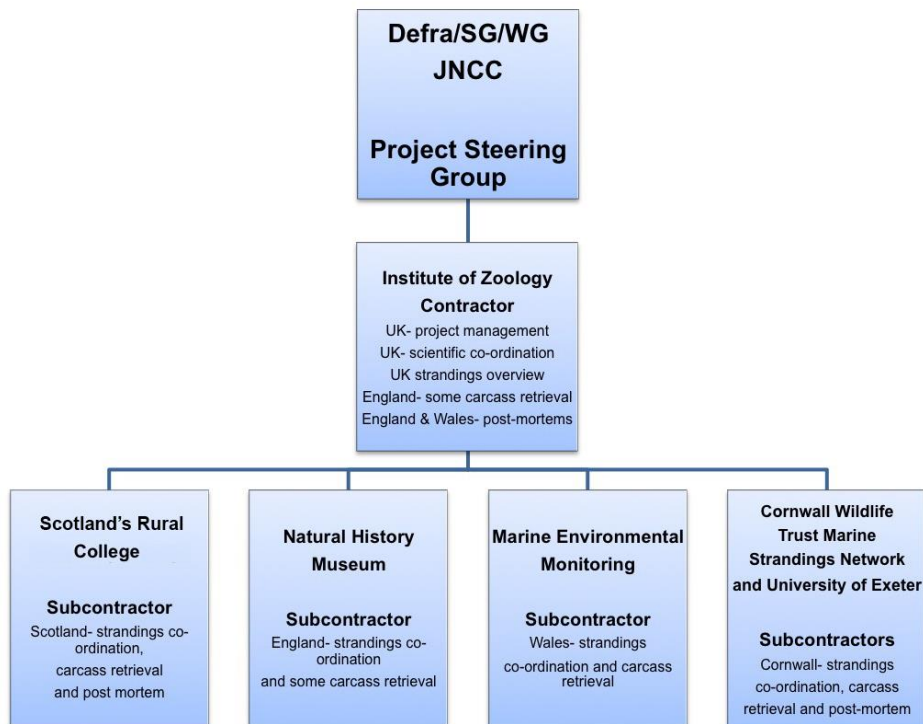 Defra/SG/WG
JNCC
Project Steering
Group
Institute of Zoology
Contractor
UK- project management
UK- scientific co-ordination
UK strandings overview
England- some carcass retrieval
England & Wales- post-mortems
Scotland's Rural
College
Subcontractor
Scotland- strandings co-
ordination,
carcass retrieval
and post mortem
Natural History
Museum
Subcontractor
England- strandings co-
ordination
and some carcass retrieval
Marine Environmental
Monitoring
Subcontractor
Wales- strandings
co-ordination and carcass
retrieval
Cornwall Wildlife
Trust Marine
Strandings Network
and University of Exeter
Subcontractors
Cornwall- strandings
co-ordination, carcass
retrieval and post-mortem